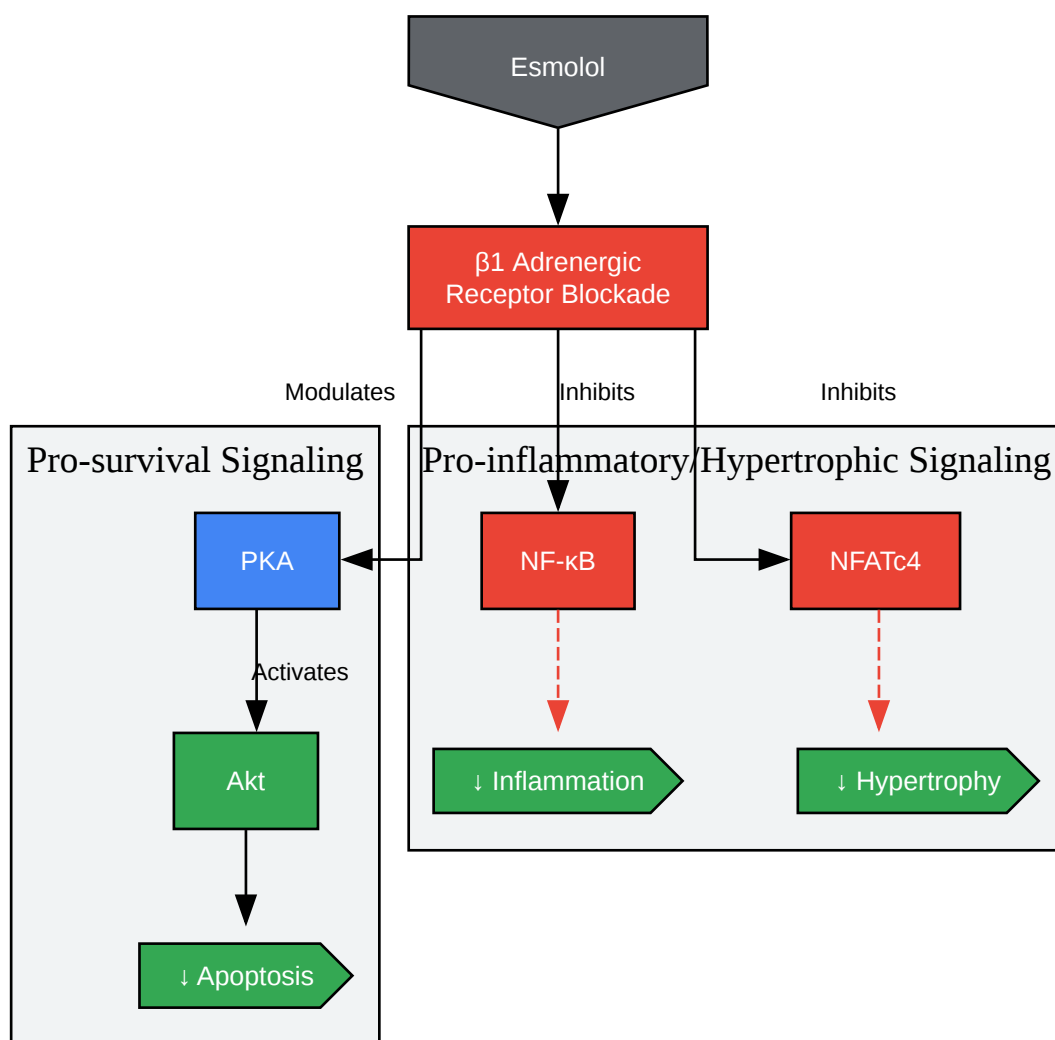 Esmolol
β1 Adrenergic
Receptor Blockade
Modulates
Inhibits
Inhibits
Pro-survival Signaling
Pro-inflammatory/Hypertrophic Signaling
PKA
NF-κB
NFATc4
Activates
Akt
↓ Inflammation
↓ Hypertrophy
↓ Apoptosis